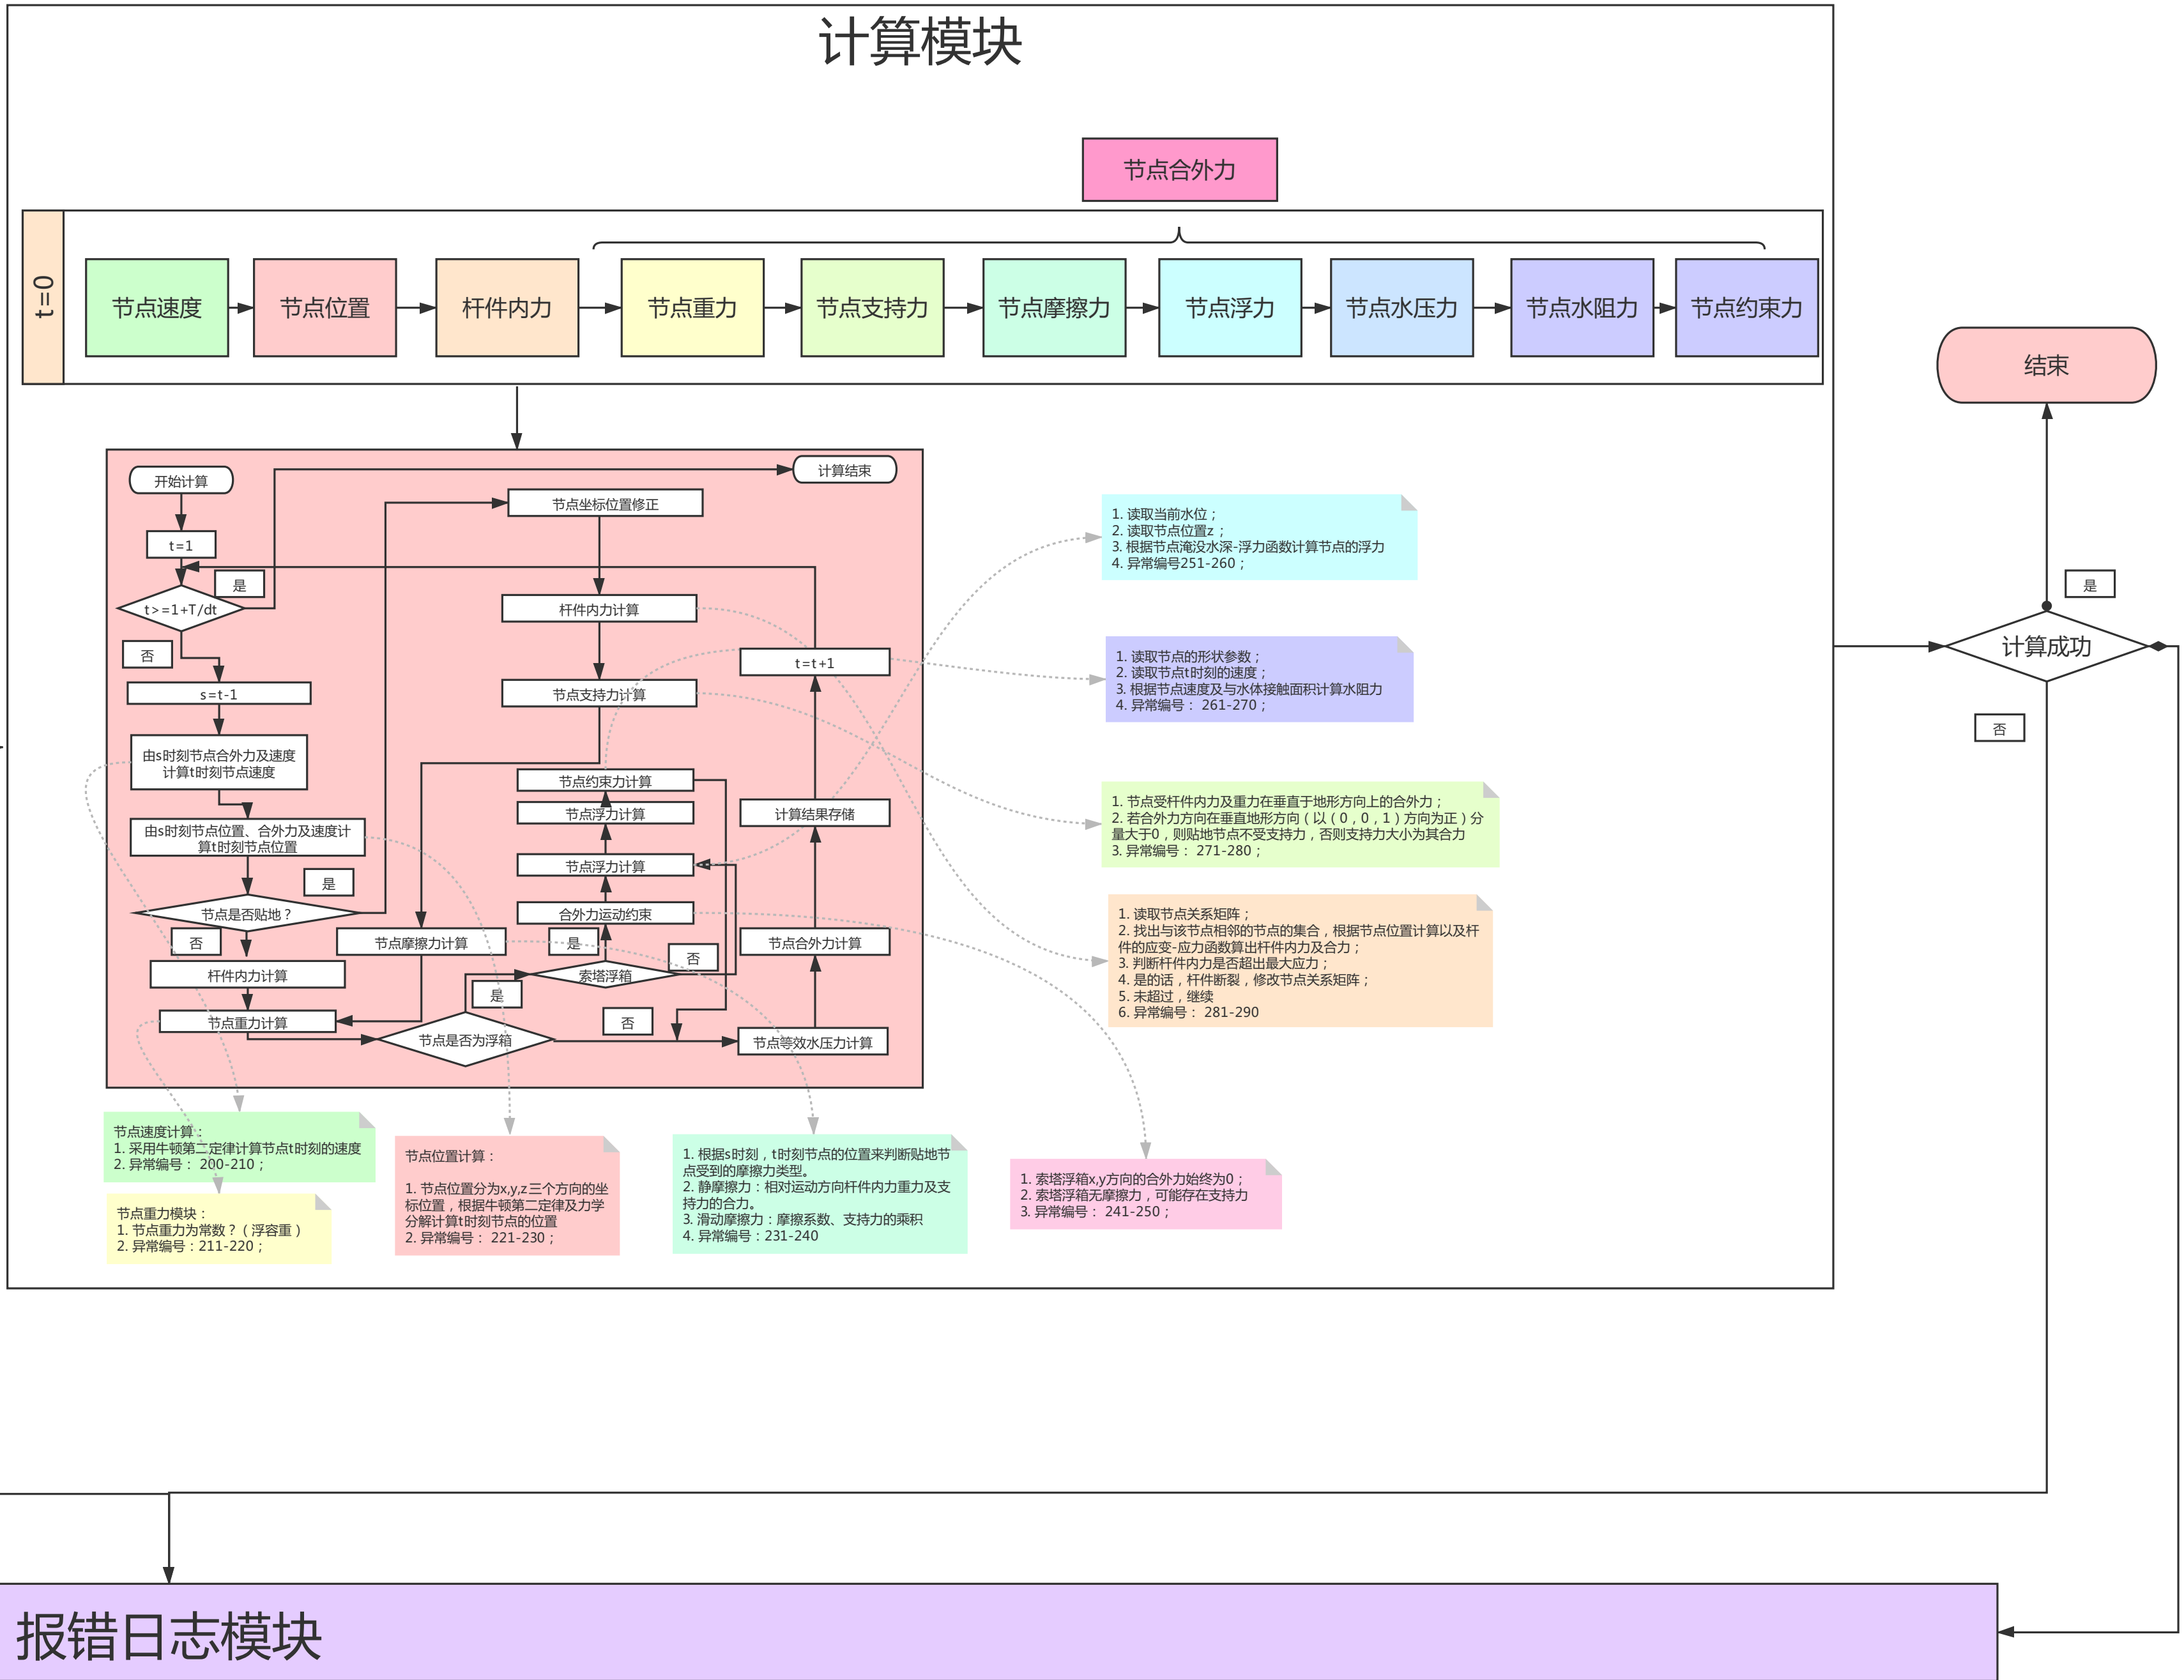 计算模块
节点合外力
t=0
节点速度
节点位置
杆件内力
节点重力
节点支持力
节点摩擦力
节点浮力
节点水压力
节点水阻力
节点约束力
结束
开始计算
计算结束
节点坐标位置修正
t=1
是
t>=1+T/dt
杆件内力计算
否
t=t+1
s=t-1
节点支持力计算
由s时刻节点合外力及速度
计算t时刻节点速度
节点约束力计算
节点浮力计算
计算结果存储
由s时刻节点位置、合外力及速度计
算t时刻节点位置
节点浮力计算
是
节点是否贴地？
合外力运动约束
否
节点摩擦力计算
是
否
节点合外力计算
杆件内力计算
索塔浮箱
是
节点重力计算
否
节点是否为浮箱
节点等效水压力计算
1. 读取当前水位；
2. 读取节点位置z；
3. 根据节点淹没水深-浮力函数计算节点的浮力
4. 异常编号251-260；
1. 读取节点的形状参数；
2. 读取节点t时刻的速度；
3. 根据节点速度及与水体接触面积计算水阻力
4. 异常编号： 261-270；
1. 节点受杆件内力及重力在垂直于地形方向上的合外力；
2. 若合外力方向在垂直地形方向（以（0，0，1）方向为正）分
量大于0，则贴地节点不受支持力，否则支持力大小为其合力
3. 异常编号： 271-280；
1. 读取节点关系矩阵；
2. 找出与该节点相邻的节点的集合，根据节点位置计算以及杆
件的应变-应力函数算出杆件内力及合力；
3. 判断杆件内力是否超出最大应力；
4. 是的话，杆件断裂，修改节点关系矩阵；
5. 未超过，继续
6. 异常编号： 281-290
是
计算成功
否
节点速度计算：
1. 采用牛顿第二定律计算节点t时刻的速度
2. 异常编号： 200-210；
节点重力模块：
1. 节点重力为常数？（浮容重）
2. 异常编号：211-220；
节点位置计算：
1. 节点位置分为x,y,z三个方向的坐
标位置，根据牛顿第二定律及力学
分解计算t时刻节点的位置
2. 异常编号： 221-230；
1. 根据s时刻，t时刻节点的位置来判断贴地节
点受到的摩擦力类型。
2. 静摩擦力：相对运动方向杆件内力重力及支
持力的合力。
3. 滑动摩擦力：摩擦系数、支持力的乘积
4. 异常编号：231-240
1. 索塔浮箱x,y方向的合外力始终为0；
2. 索塔浮箱无摩擦力，可能存在支持力
3. 异常编号： 241-250；
报错日志模块